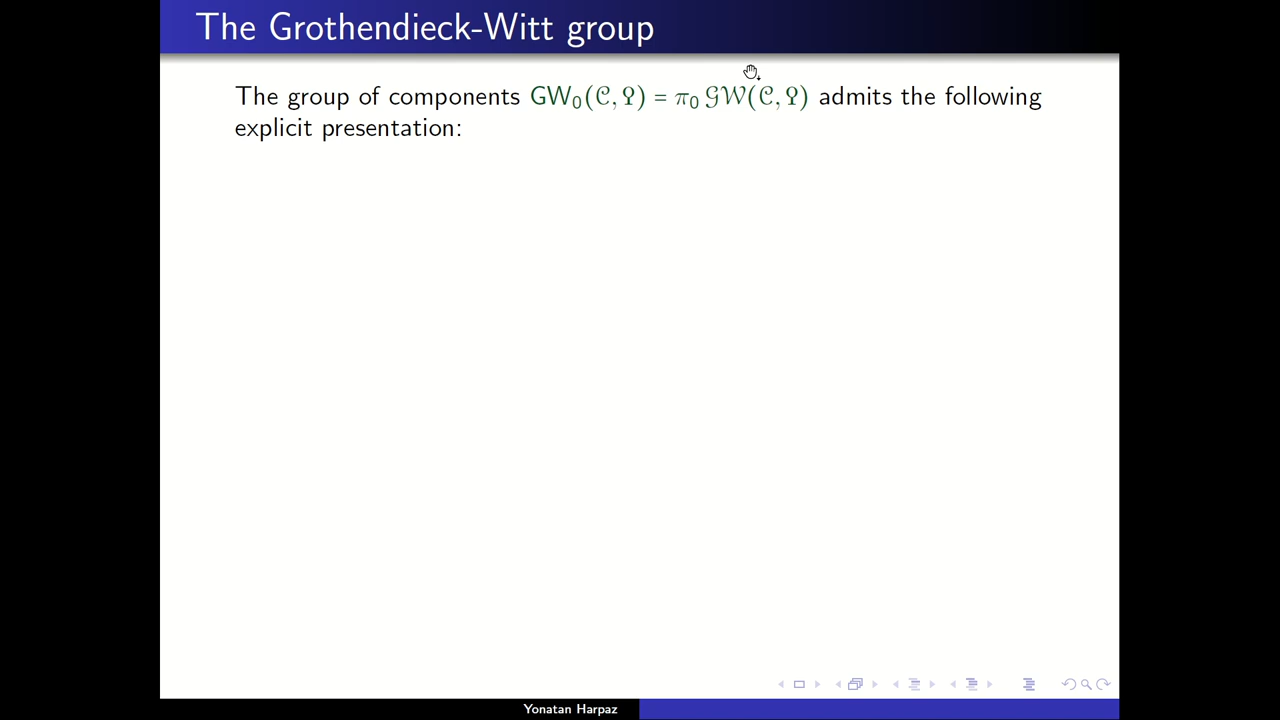 The Grothendieck-Witt group
The group of components GW₀(𝒞, Ϙ) = π₀ 𝒢𝒲(𝒞, Ϙ) admits the following
explicit presentation:
Yonatan Harpaz